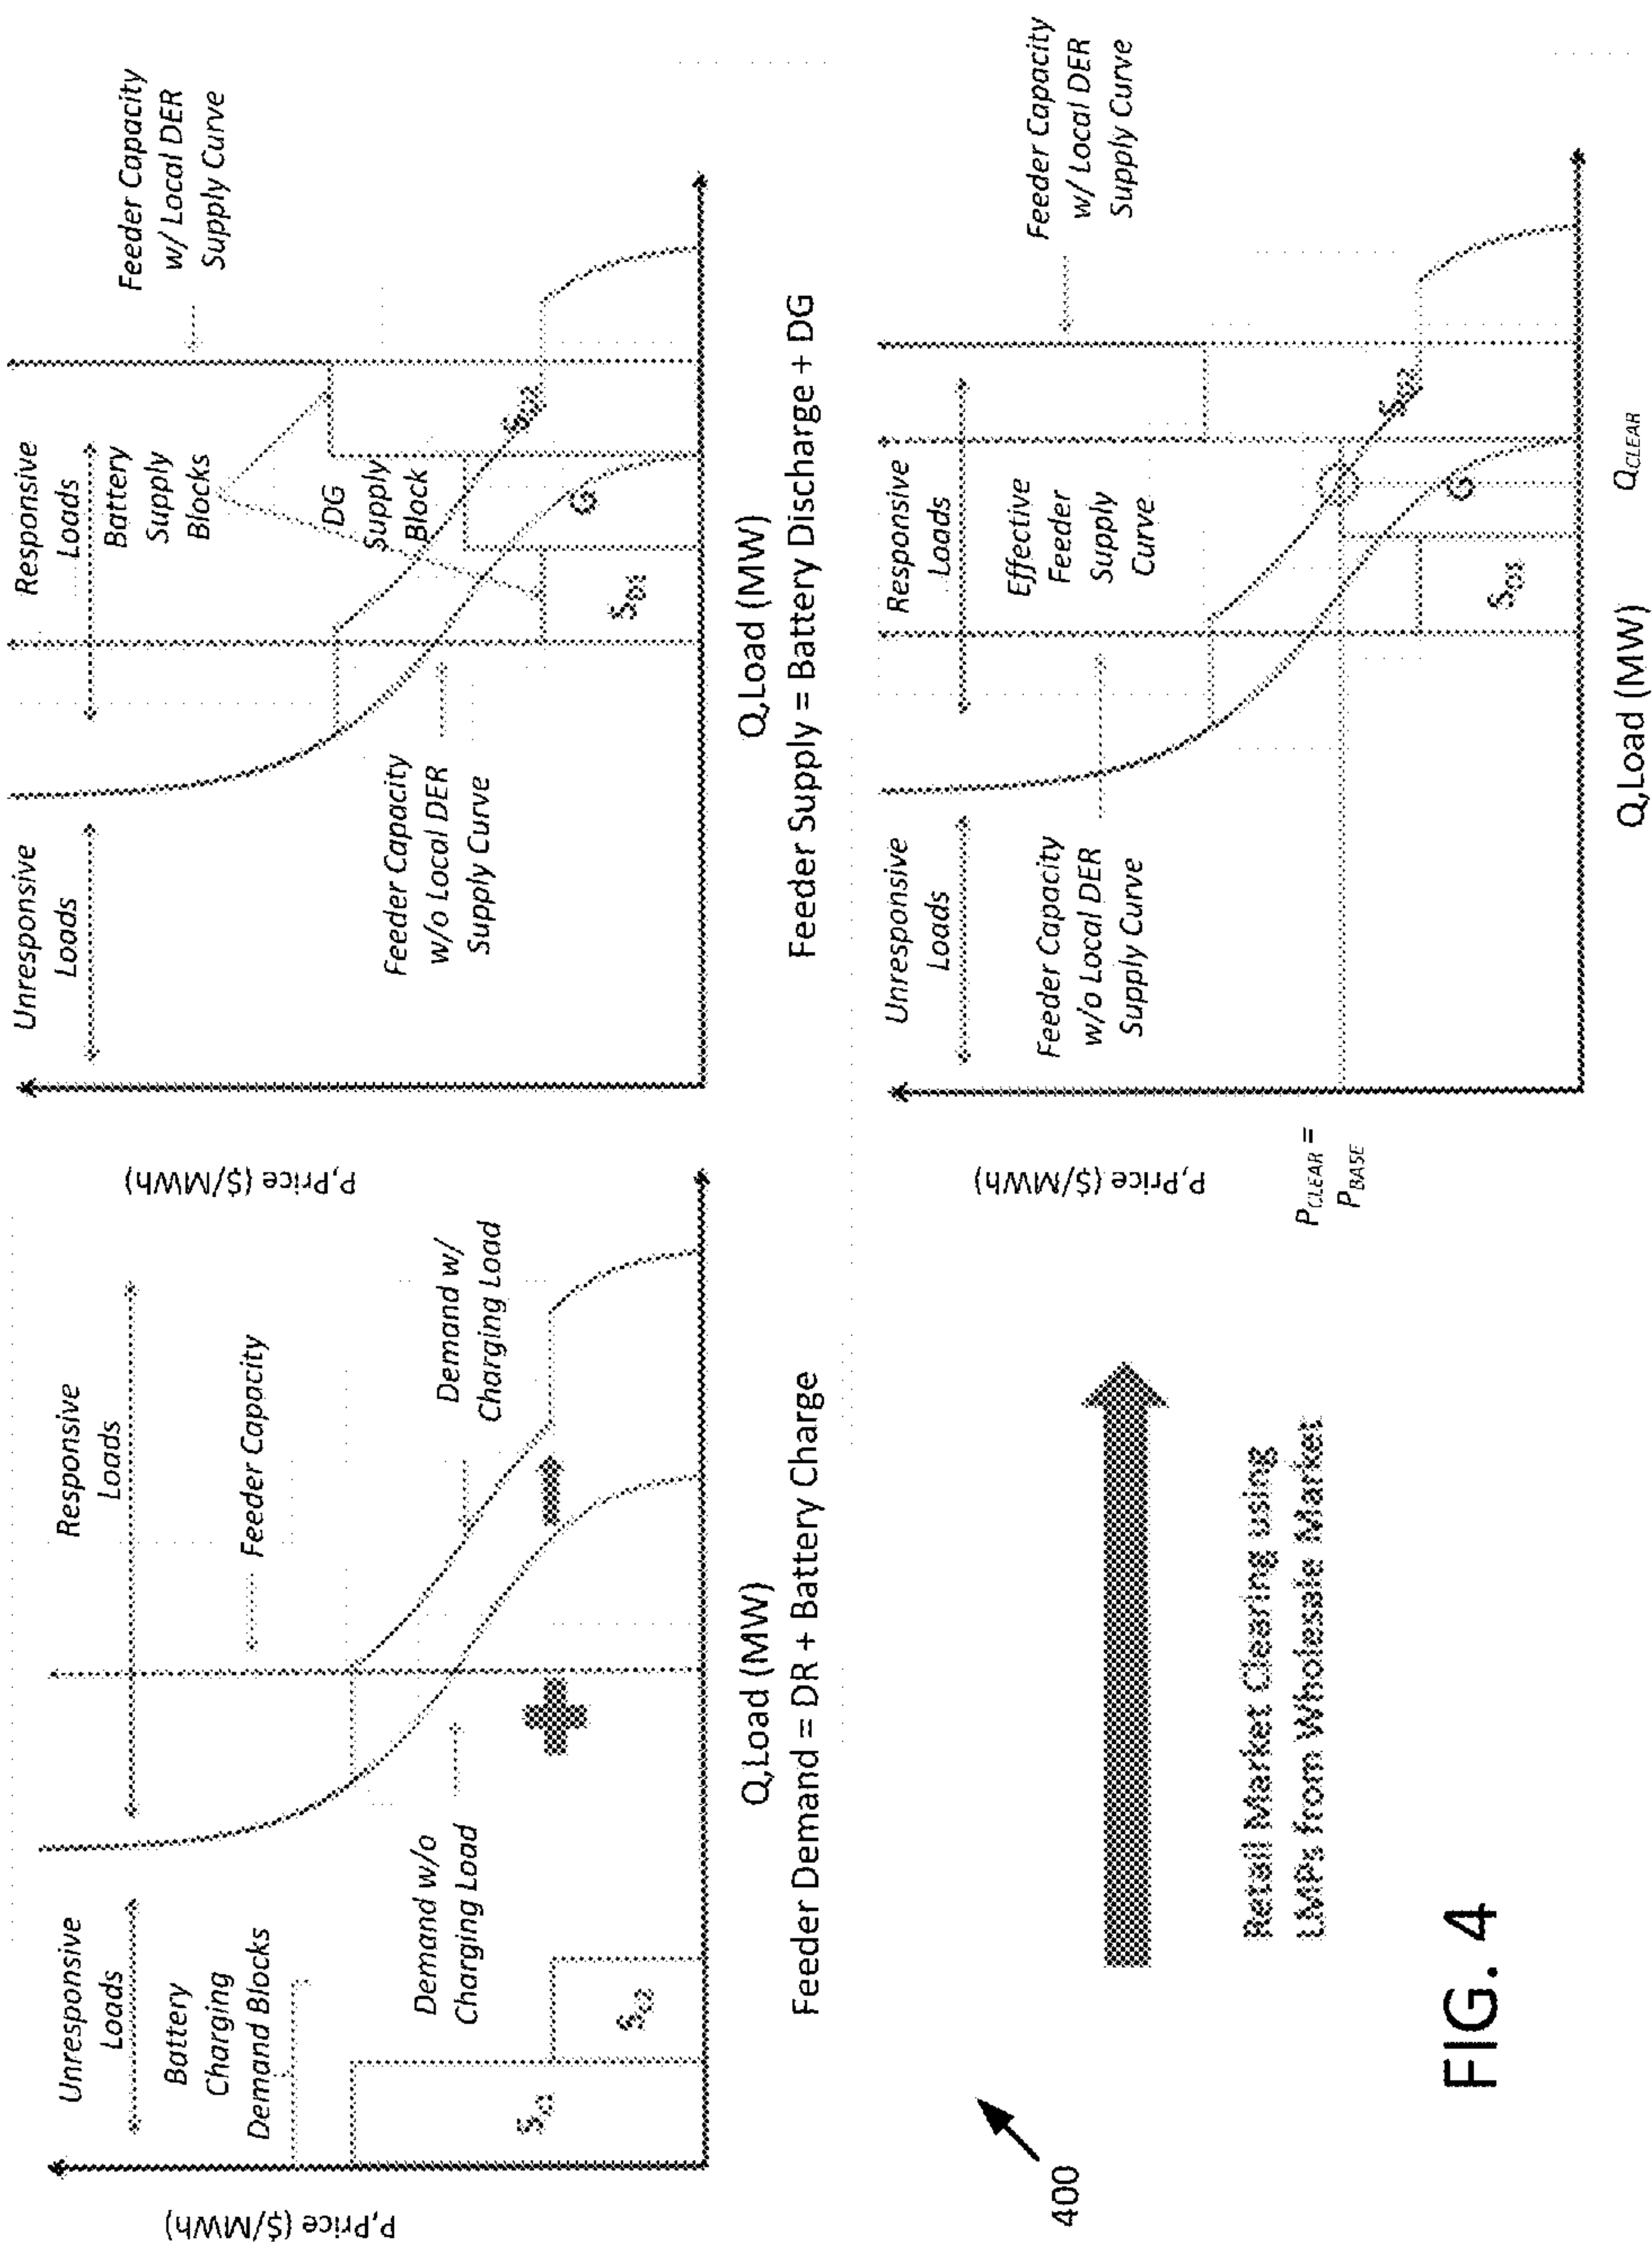 Unresponsive
Loads
Responsive
Loads
Battery
Charging
Demand Blocks
Feeder Capacity
Demand w/o
Charging Load
Demand w/
Charging Load
P,Price ($/MWh)
Q,Load (MW)
Feeder Demand = DR + Battery Charge
Unresponsive
Loads
Responsive
Loads
Battery
Supply
Blocks
DG
Supply
Block
Feeder Capacity
w/ Local DER
Supply Curve
Feeder Capacity
w/o Local DER
Supply Curve
G
P,Price ($/MWh)
Q,Load (MW)
Feeder Supply = Battery Discharge + DG
400
Retail Market Clearing using
LMPs from Wholesale Market
Unresponsive
Loads
Responsive
Loads
Effective
Feeder
Supply
Curve
Feeder Capacity
w/ Local DER
Supply Curve
Feeder Capacity
w/o Local DER
Supply Curve
G
P,Price ($/MWh)
P CLEAR =
P BASE
Q CLEAR
Q,Load (MW)
FIG. 4